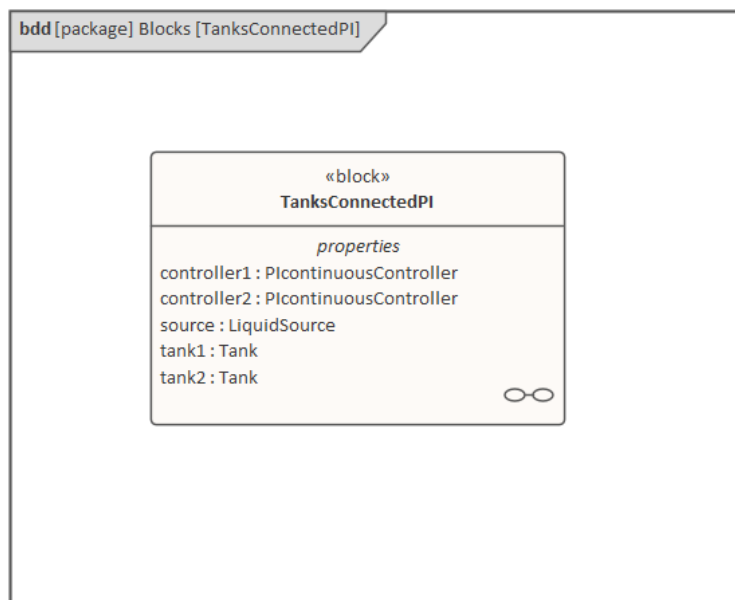 bdd [package] Blocks [TanksConnectedPI]
«block»
TanksConnectedPI
properties
controller1 : PIcontinuousController
controller2 : PIcontinuousController
source : LiquidSource
tank1 : Tank
tank2 : Tank